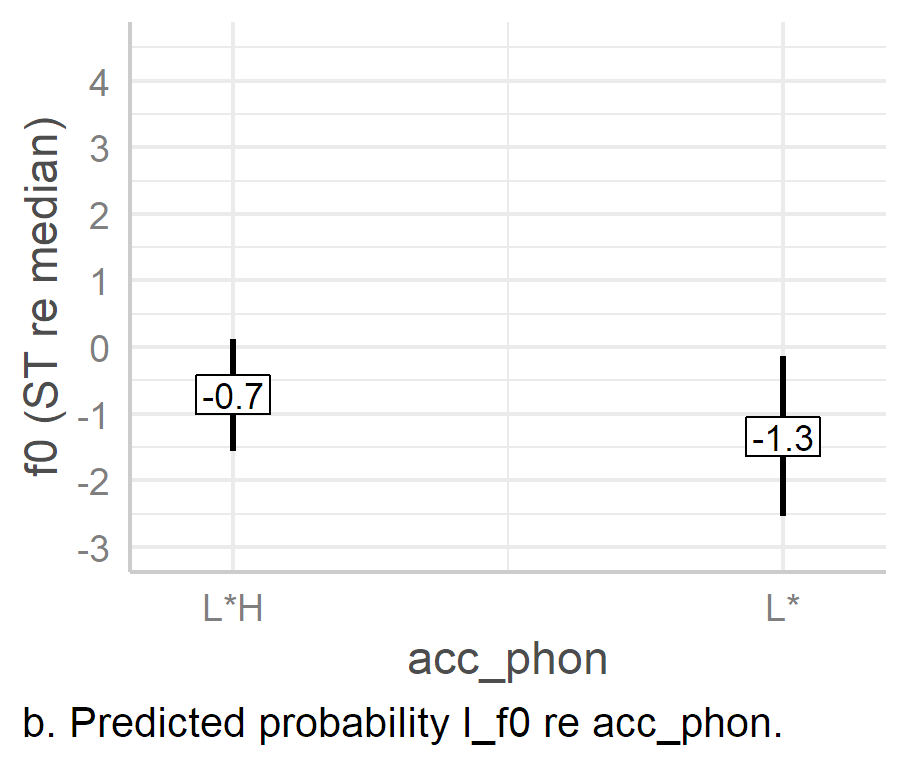 f0 (ST re median)
4
3
2
1
0
-1
-2
-3
-0.7
-1.3
L*H
L*
acc_phon
b. Predicted probability l_f0 re acc_phon.